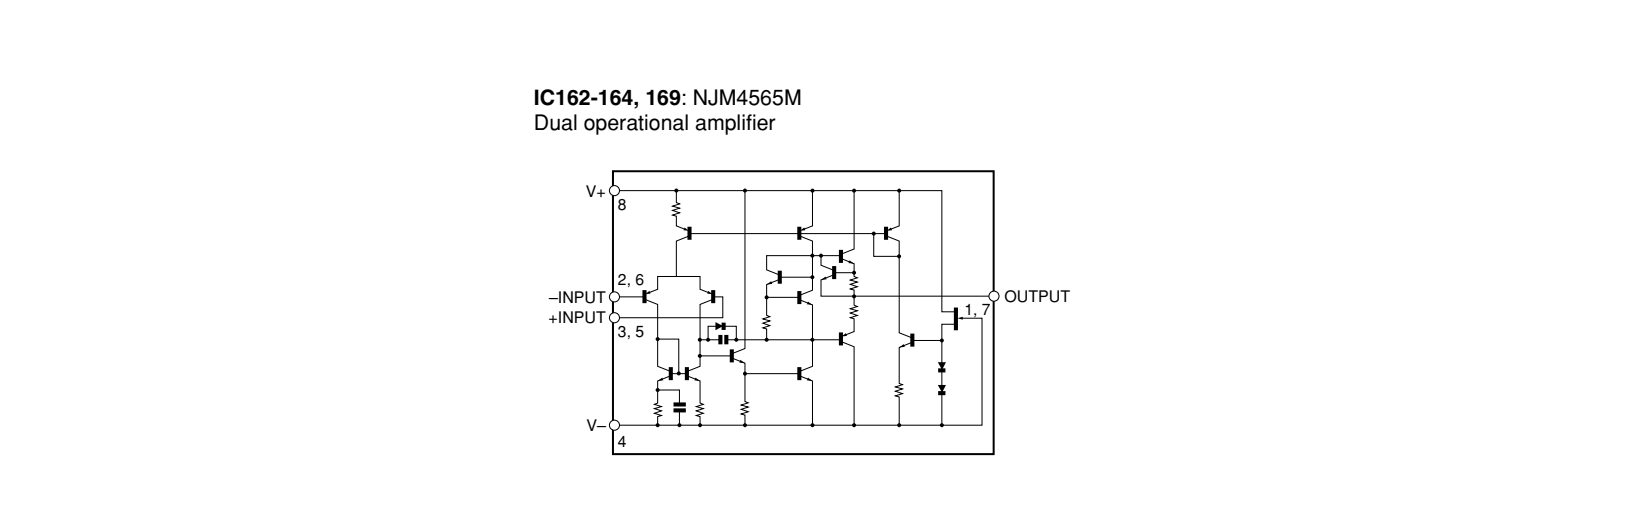 IC162-164, 169: NJM4565M
Dual operational amplifier
V+
8
2, 6
–INPUT
+INPUT
3, 5
OUTPUT
1, 7
V–
4